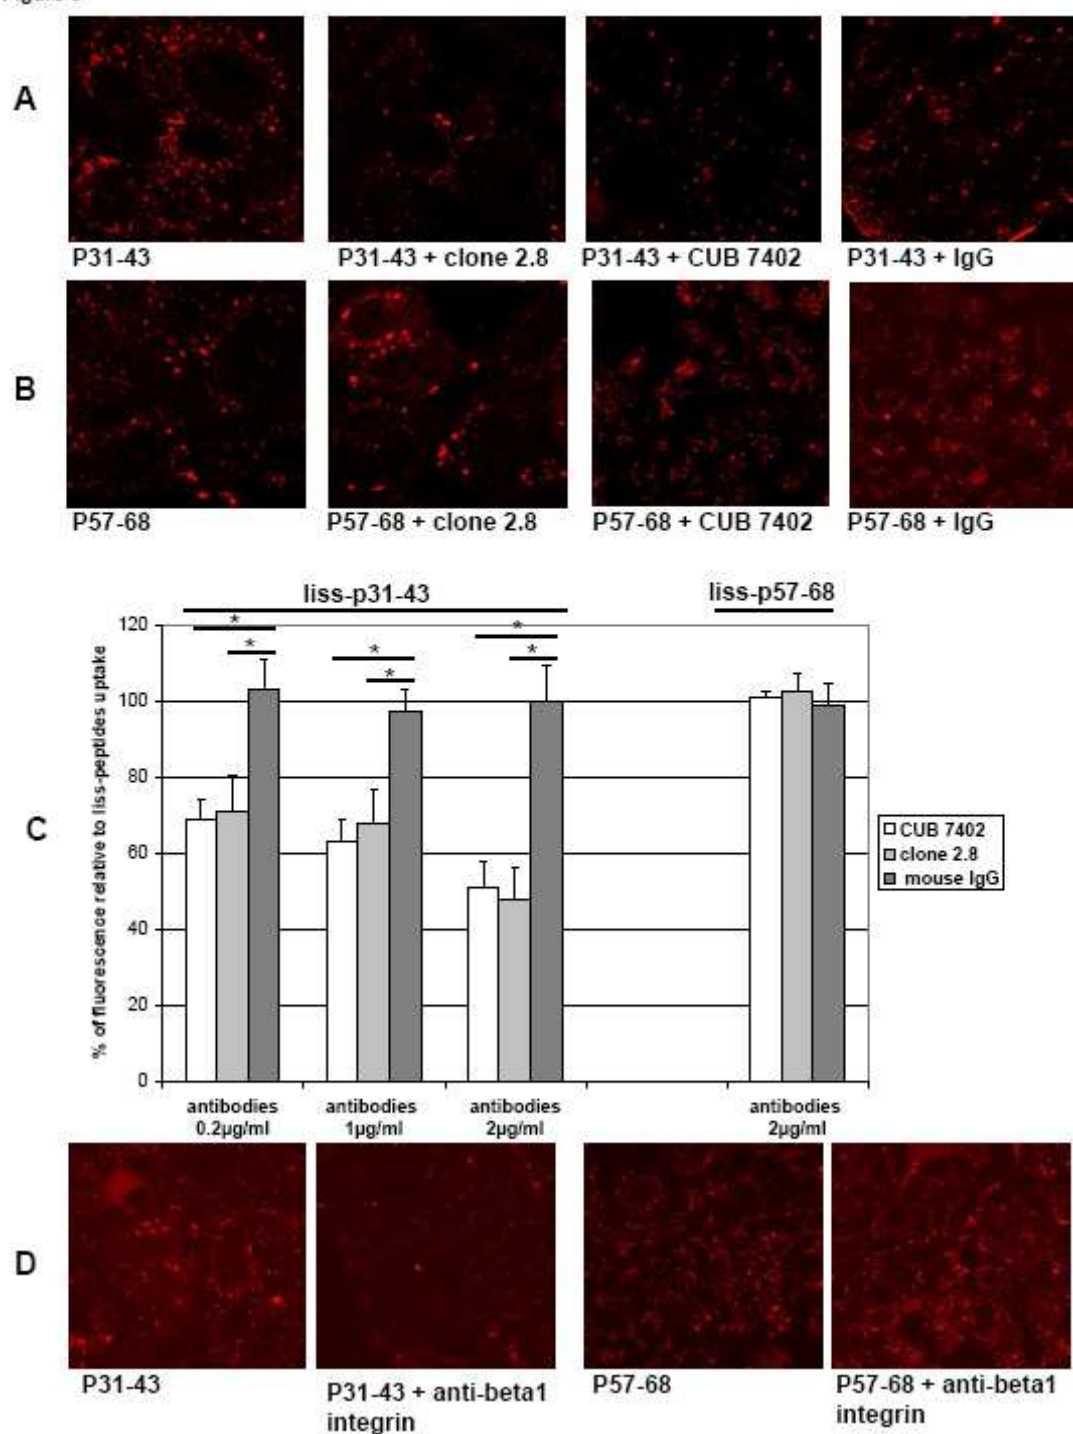 A
P31-43
P31-43 + clone 2.8
P31-43 + CUB 7402
P31-43 + IgG
B
P57-68
P57-68 + clone 2.8
P57-68 + CUB 7402
P57-68 + IgG
liss-p31-43
liss-p57-68
C
% of fluorescence relative to liss-peptides uptake
120
100
80
60
40
20
0
*
*
*
*
*
*
CUB 7402
clone 2.8
mouse IgG
antibodies
0.2µg/ml
antibodies
1µg/ml
antibodies
2µg/ml
antibodies
2µg/ml
D
P31-43
P31-43 + anti-beta1
integrin
P57-68
P57-68 + anti-beta1
integrin